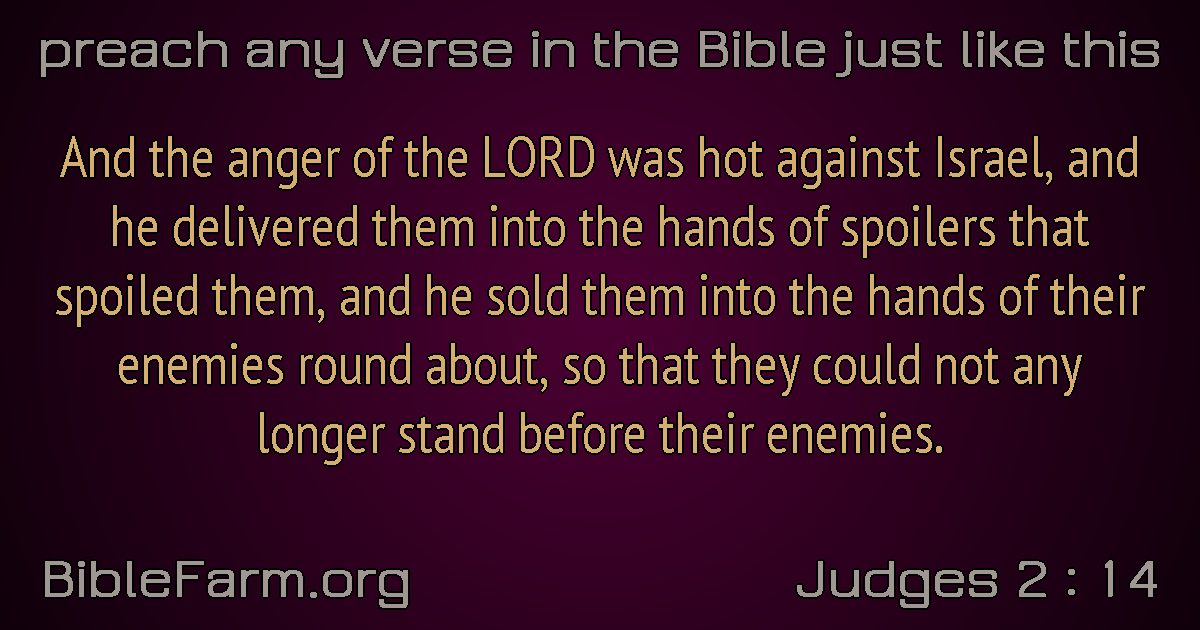 preach any verse in the Bible just like this
And the anger of the LORD was hot against Israel, and
he delivered them into the hands of spoilers that
spoiled them, and he sold them into the hands of their
enemies round about, so that they could not any
longer stand before their enemies.
BibleFarm.org
Judges 2 : 14